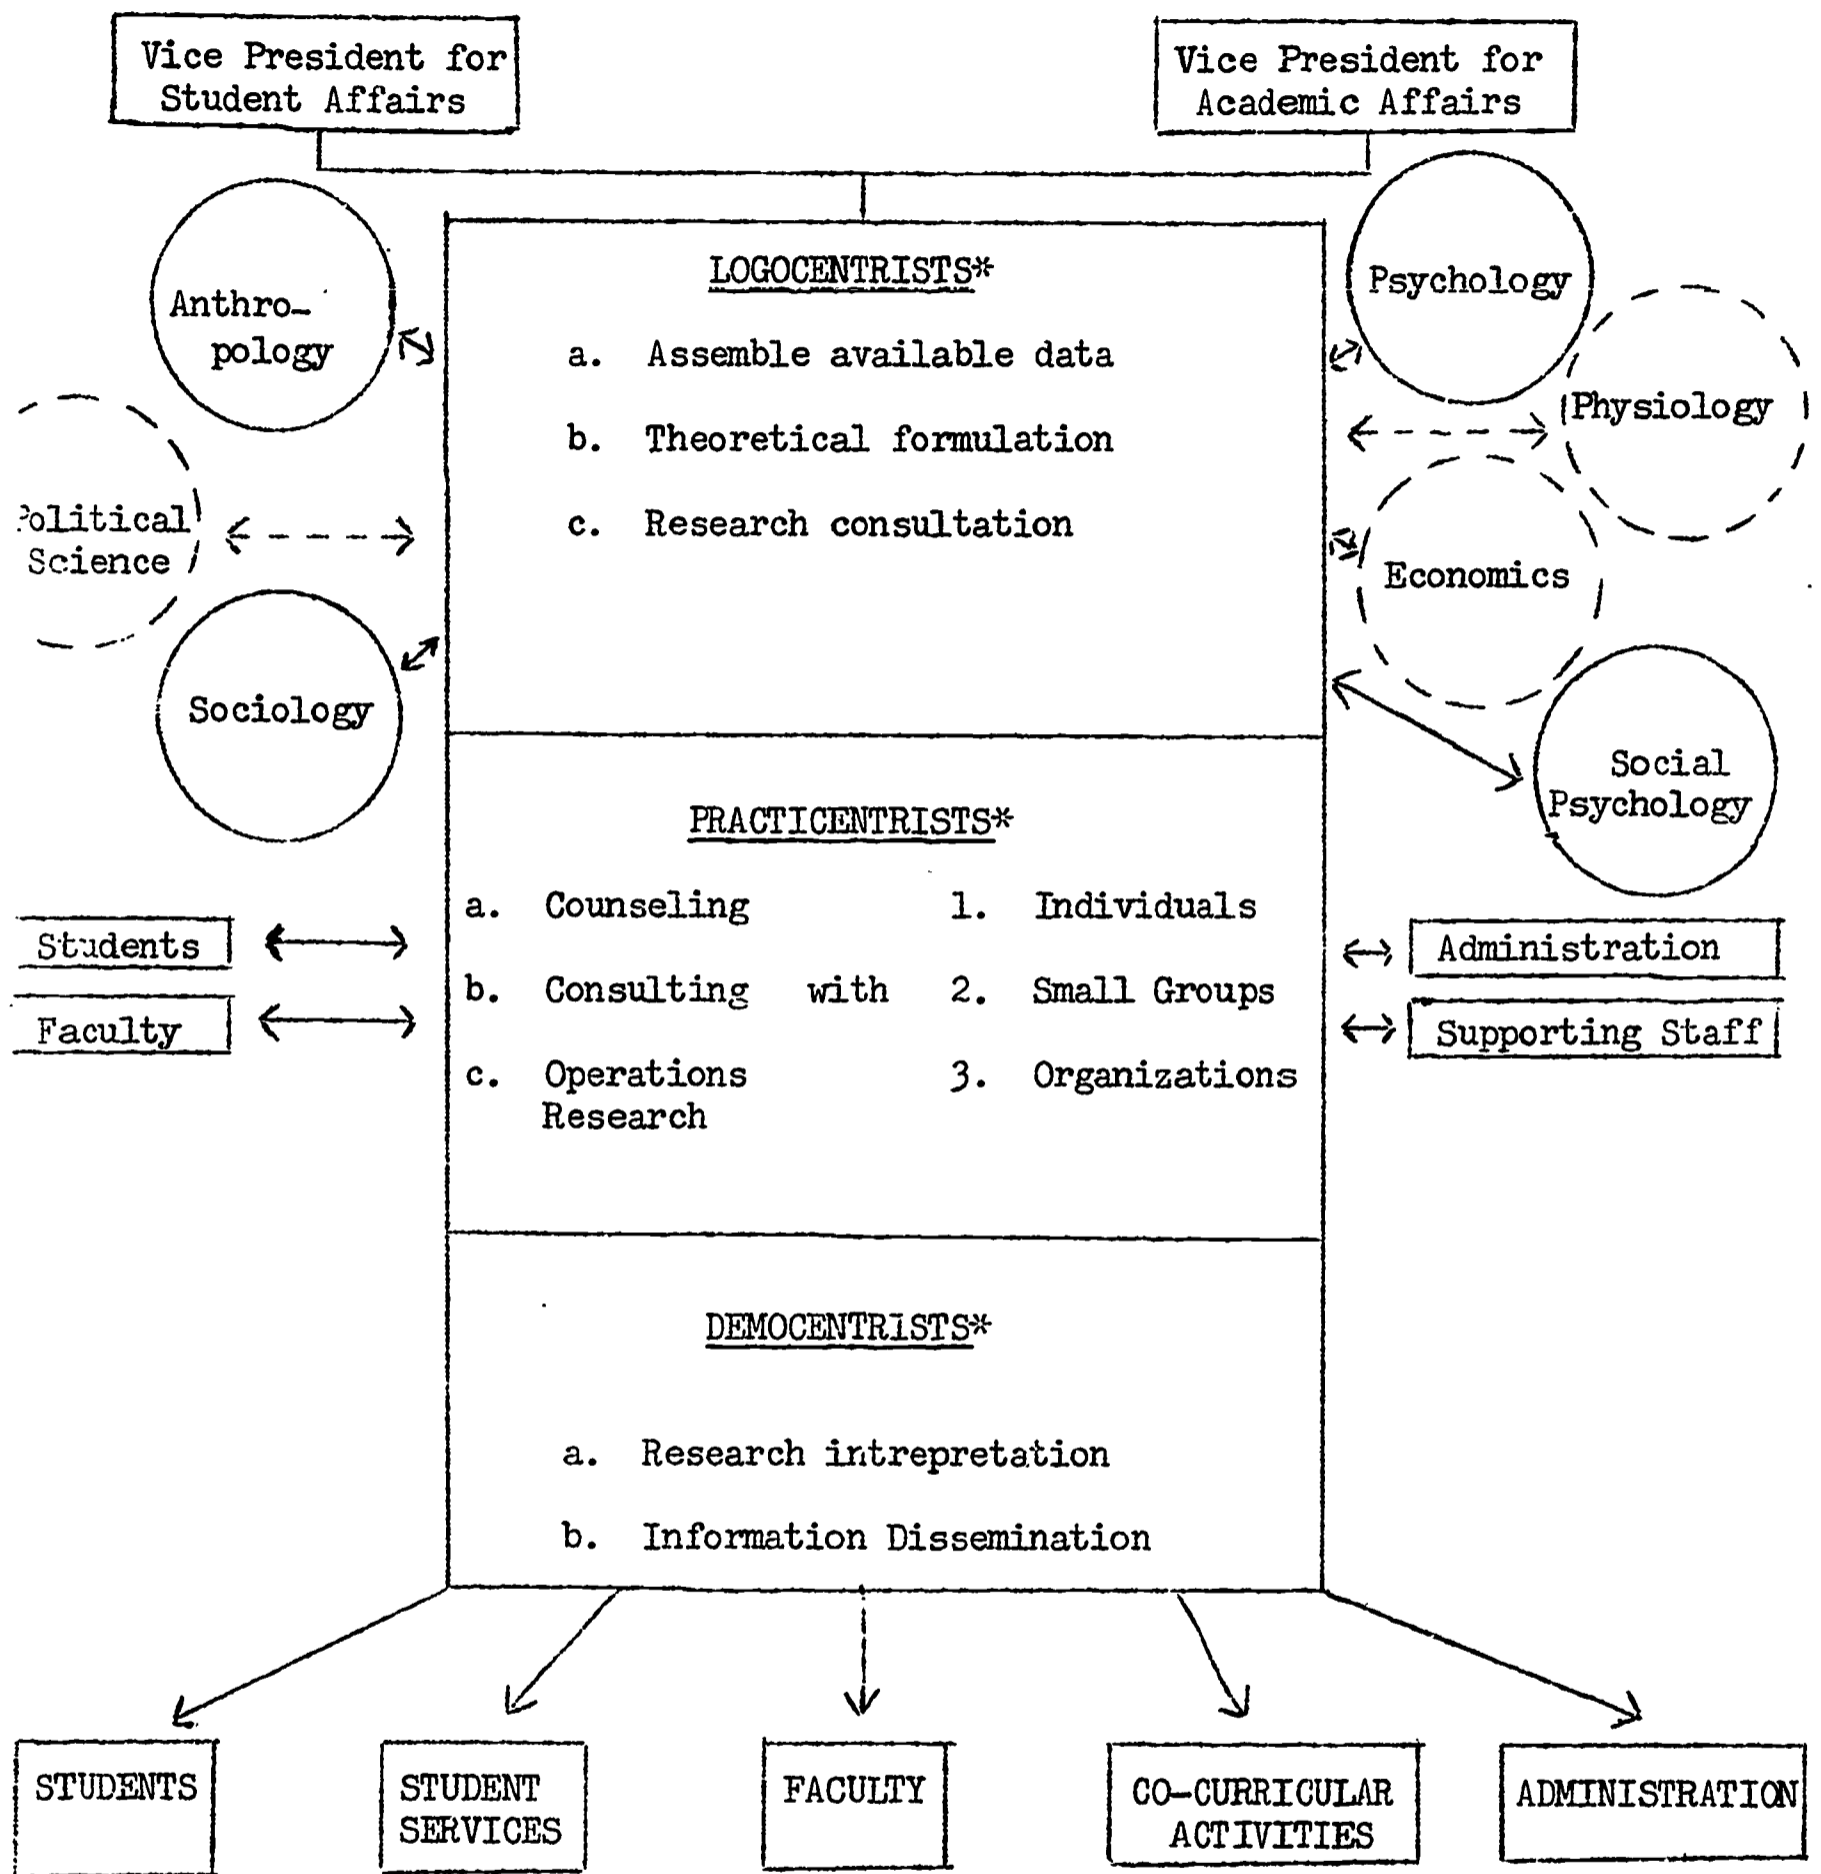 Vice President for
Student Affairs
Vice President for
Academic Affairs
LOGOCENTRISTS*
a. Assemble available data
b. Theoretical formulation
c. Research consultation
Anthro-
pology
Political
Science
Sociology
Psychology
Physiology
Economics
Social
Psychology
PRACTICENTRISTS*
a. Counseling 1. Individuals
b. Consulting with 2. Small Groups
c. Operations 3. Organizations
Research
Students
Faculty
Administration
Supporting Staff
DEMOCENTRISTS*
a. Research intrepretation
b. Information Dissemination
STUDENTS
STUDENT
SERVICES
FACULTY
CO-CURRICULAR
ACTIVITIES
ADMINISTRATION